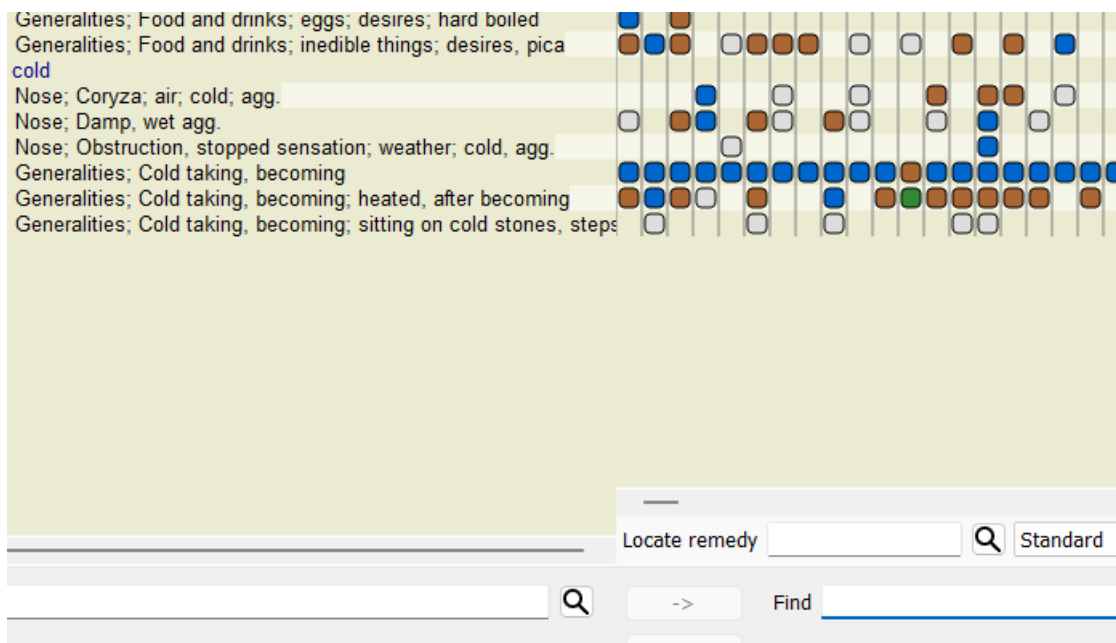 Generalities; Food and drinks; eggs; desires; hard boiled
Generalities; Food and drinks; inedible things; desires, pica
cold
Nose; Coryza; air; cold; agg.
Nose; Damp, wet agg.
Nose; Obstruction, stopped sensation; weather; cold, agg.
Generalities; Cold taking, becoming
Generalities; Cold taking, becoming; heated, after becoming
Generalities; Cold taking, becoming; sitting on cold stones, steps
Locate remedy
Standard
->
Find